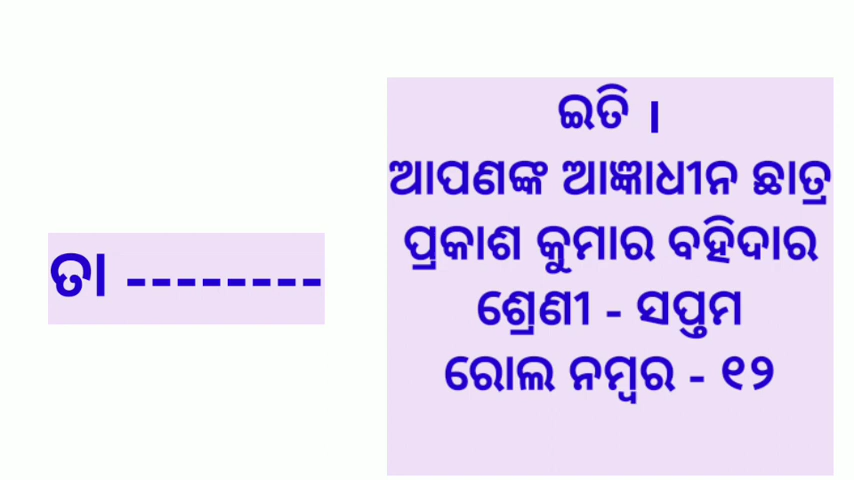 ଇତି ।
ଆପଣଙ୍କ ଆଜ୍ଞାଧୀନ ଛାତ୍ର
ପ୍ରକାଶ କୁମାର ବହିଦାର
ତା --------
ଶ୍ରେଣୀ - ସପ୍ତମ
ରୋଲ ନମ୍ବର - ୧୨